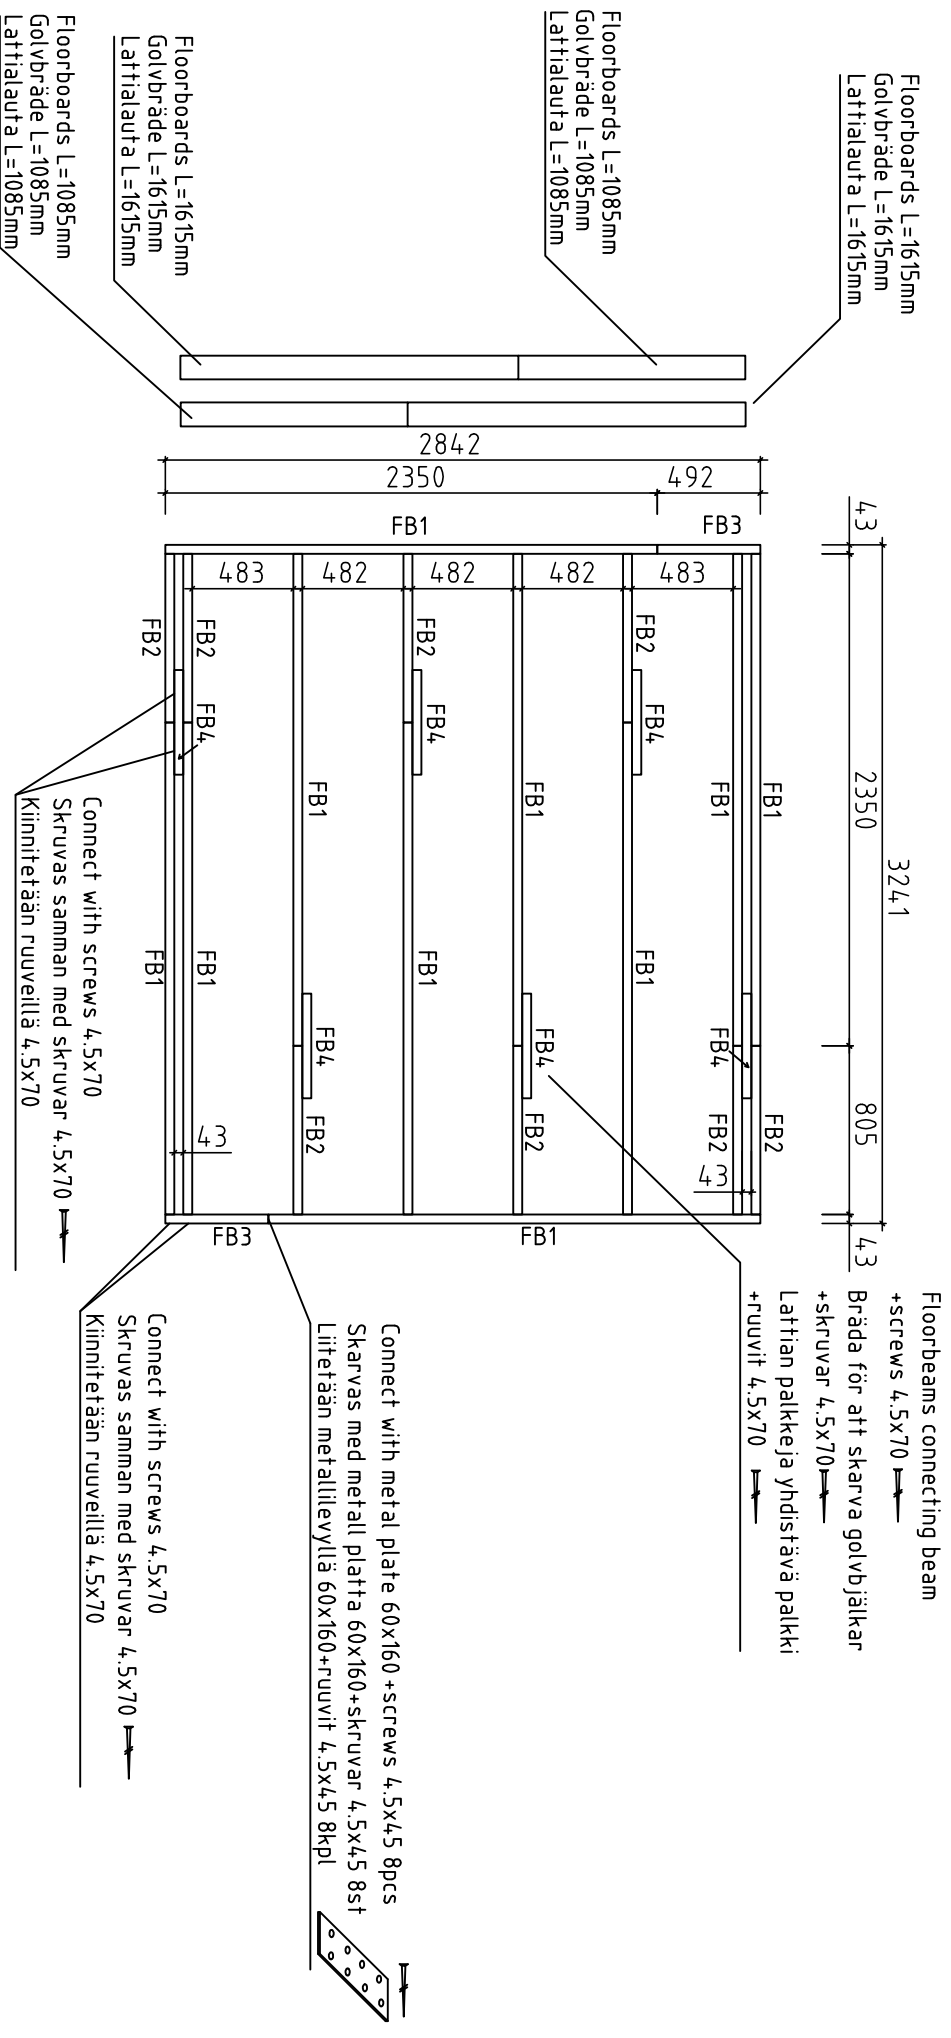 Floorboards L=1615mm
Golvbräde L=1615mm
Lattialauta L=1615mm
Floorboards L=1085mm
Golvbräde L=1085mm
Lattialauta L=1085mm
Floorboards L=1615mm
Golvbräde L=1615mm
Lattialauta L=1615mm
Floorboards L=1085mm
Golvbräde L=1085mm
Lattialauta L=1085mm
2842
2350
492
FB1
FB3
3241
43
2350
805
43
483
482
482
482
483
FB1
FB2
FB1
FB4
FB2
43
FB2
FB4
FB1
FB1
FB4
FB2
FB2
FB4
FB1
FB1
FB4
FB2
FB2
FB4
FB1
43
FB2
FB1
FB1
FB3
Floorbeams connecting beam
+screws 4.5x70
Bräda för att skarva golvbjälkar
+skruvar 4.5x70
Lattian palkkeja yhdistävä palkki
+ruuvit 4.5x70
Connect with metal plate 60x160 +screws 4.5x45 8pcs
Skarvas med metall platta 60x160+skruvar 4.5x45 8st
Liitetään metallilevyllä 60x160+ruuvit 4.5x45 8kpl
Connect with screws 4.5x70
Skruvas samman med skruvar 4.5x70
Kiinnitetään ruuveillä 4.5x70
Connect with screws 4.5x70
Skruvas samman med skruvar 4.5x70
Kiinnitetään ruuveillä 4.5x70